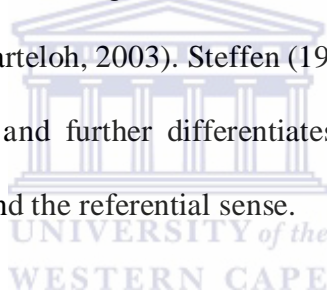 arteloh, 2003). Steffen (19
and further differentiates
nd the referential sense.
UNIVERSITY of the
WESTERN CAPE